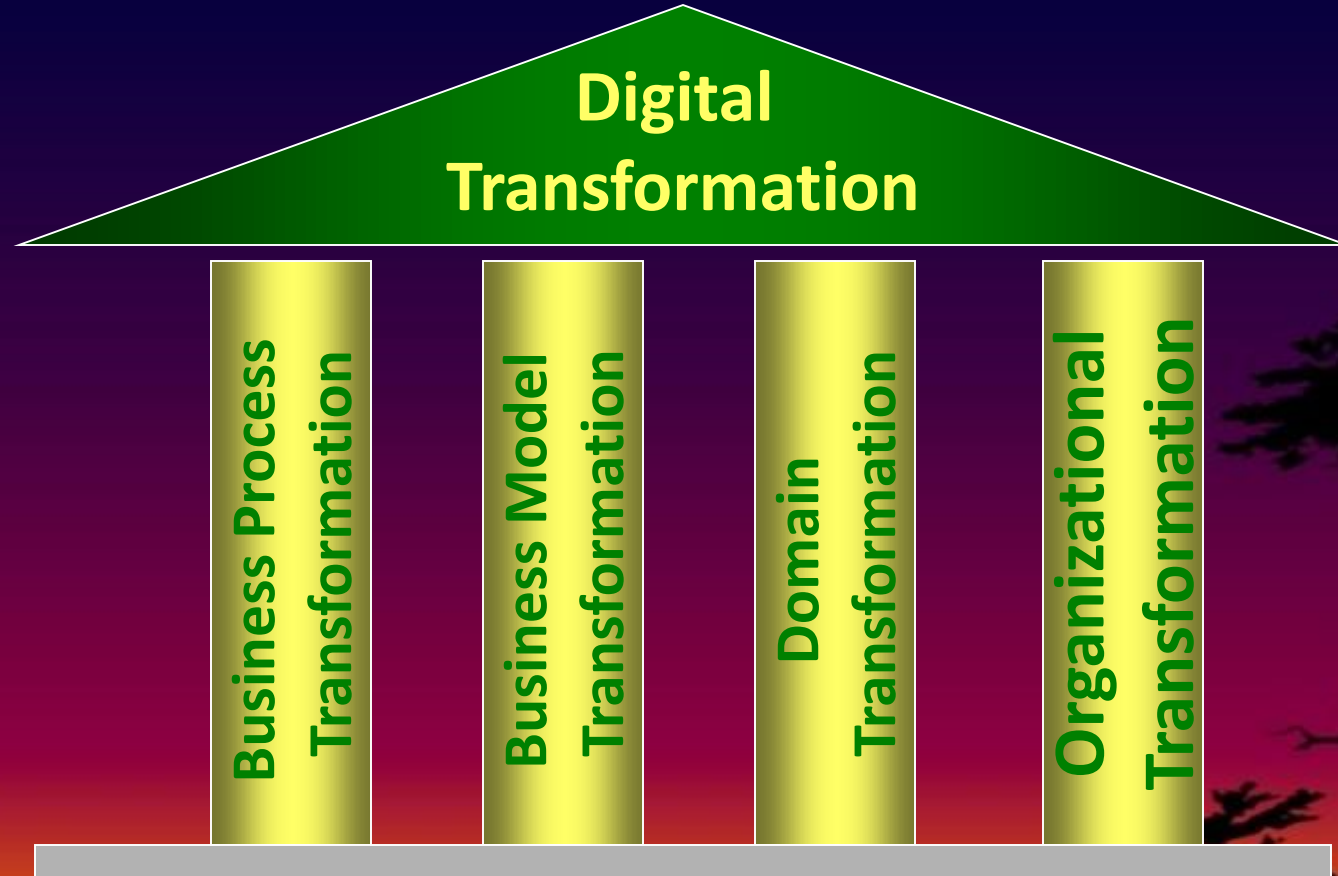 Digital
Transformation
Business Process
Transformation
Business Model
Transformation
Domain
Transformation
Organizational
Transformation